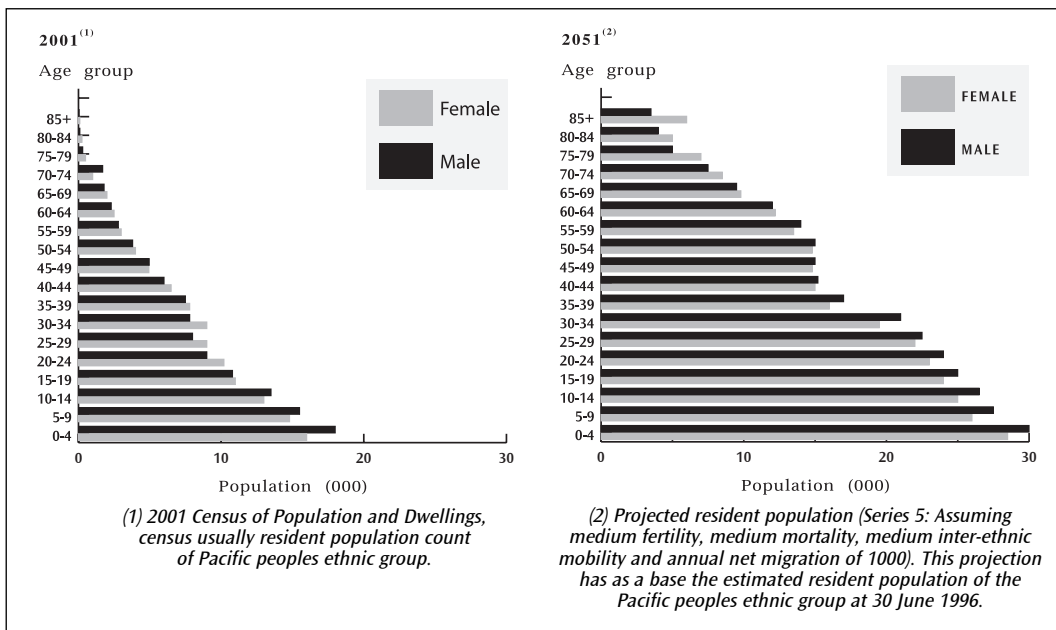 2001(1)
Age group
Female
Male
85+
80-84
75-79
70-74
65-69
60-64
55-59
50-54
45-49
40-44
35-39
30-34
25-29
20-24
15-19
10-14
5-9
0-4
0 10 20 30
Population (000)
(1) 2001 Census of Population and Dwellings,
census usually resident population count
of Pacific peoples ethnic group.
2051(2)
Age group
FEMALE
MALE
85+
80-84
75-79
70-74
65-69
60-64
55-59
50-54
45-49
40-44
35-39
30-34
25-29
20-24
15-19
10-14
5-9
0-4
0 10 20 30
Population (000)
(2) Projected resident population (Series 5: Assuming
medium fertility, medium mortality, medium inter-ethnic
mobility and annual net migration of 1000). This projection
has as a base the estimated resident population of the
Pacific peoples ethnic group at 30 June 1996.